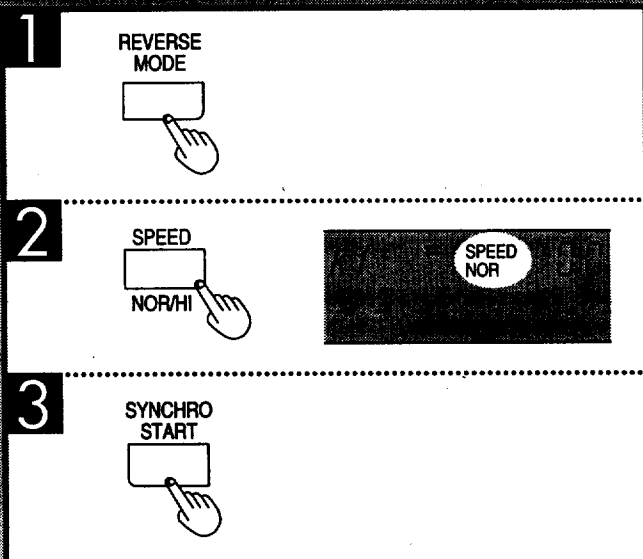 1
REVERSE
MODE
2
SPEED
NOR/HI
SPEED
NOR
3
SYNCHRO
START